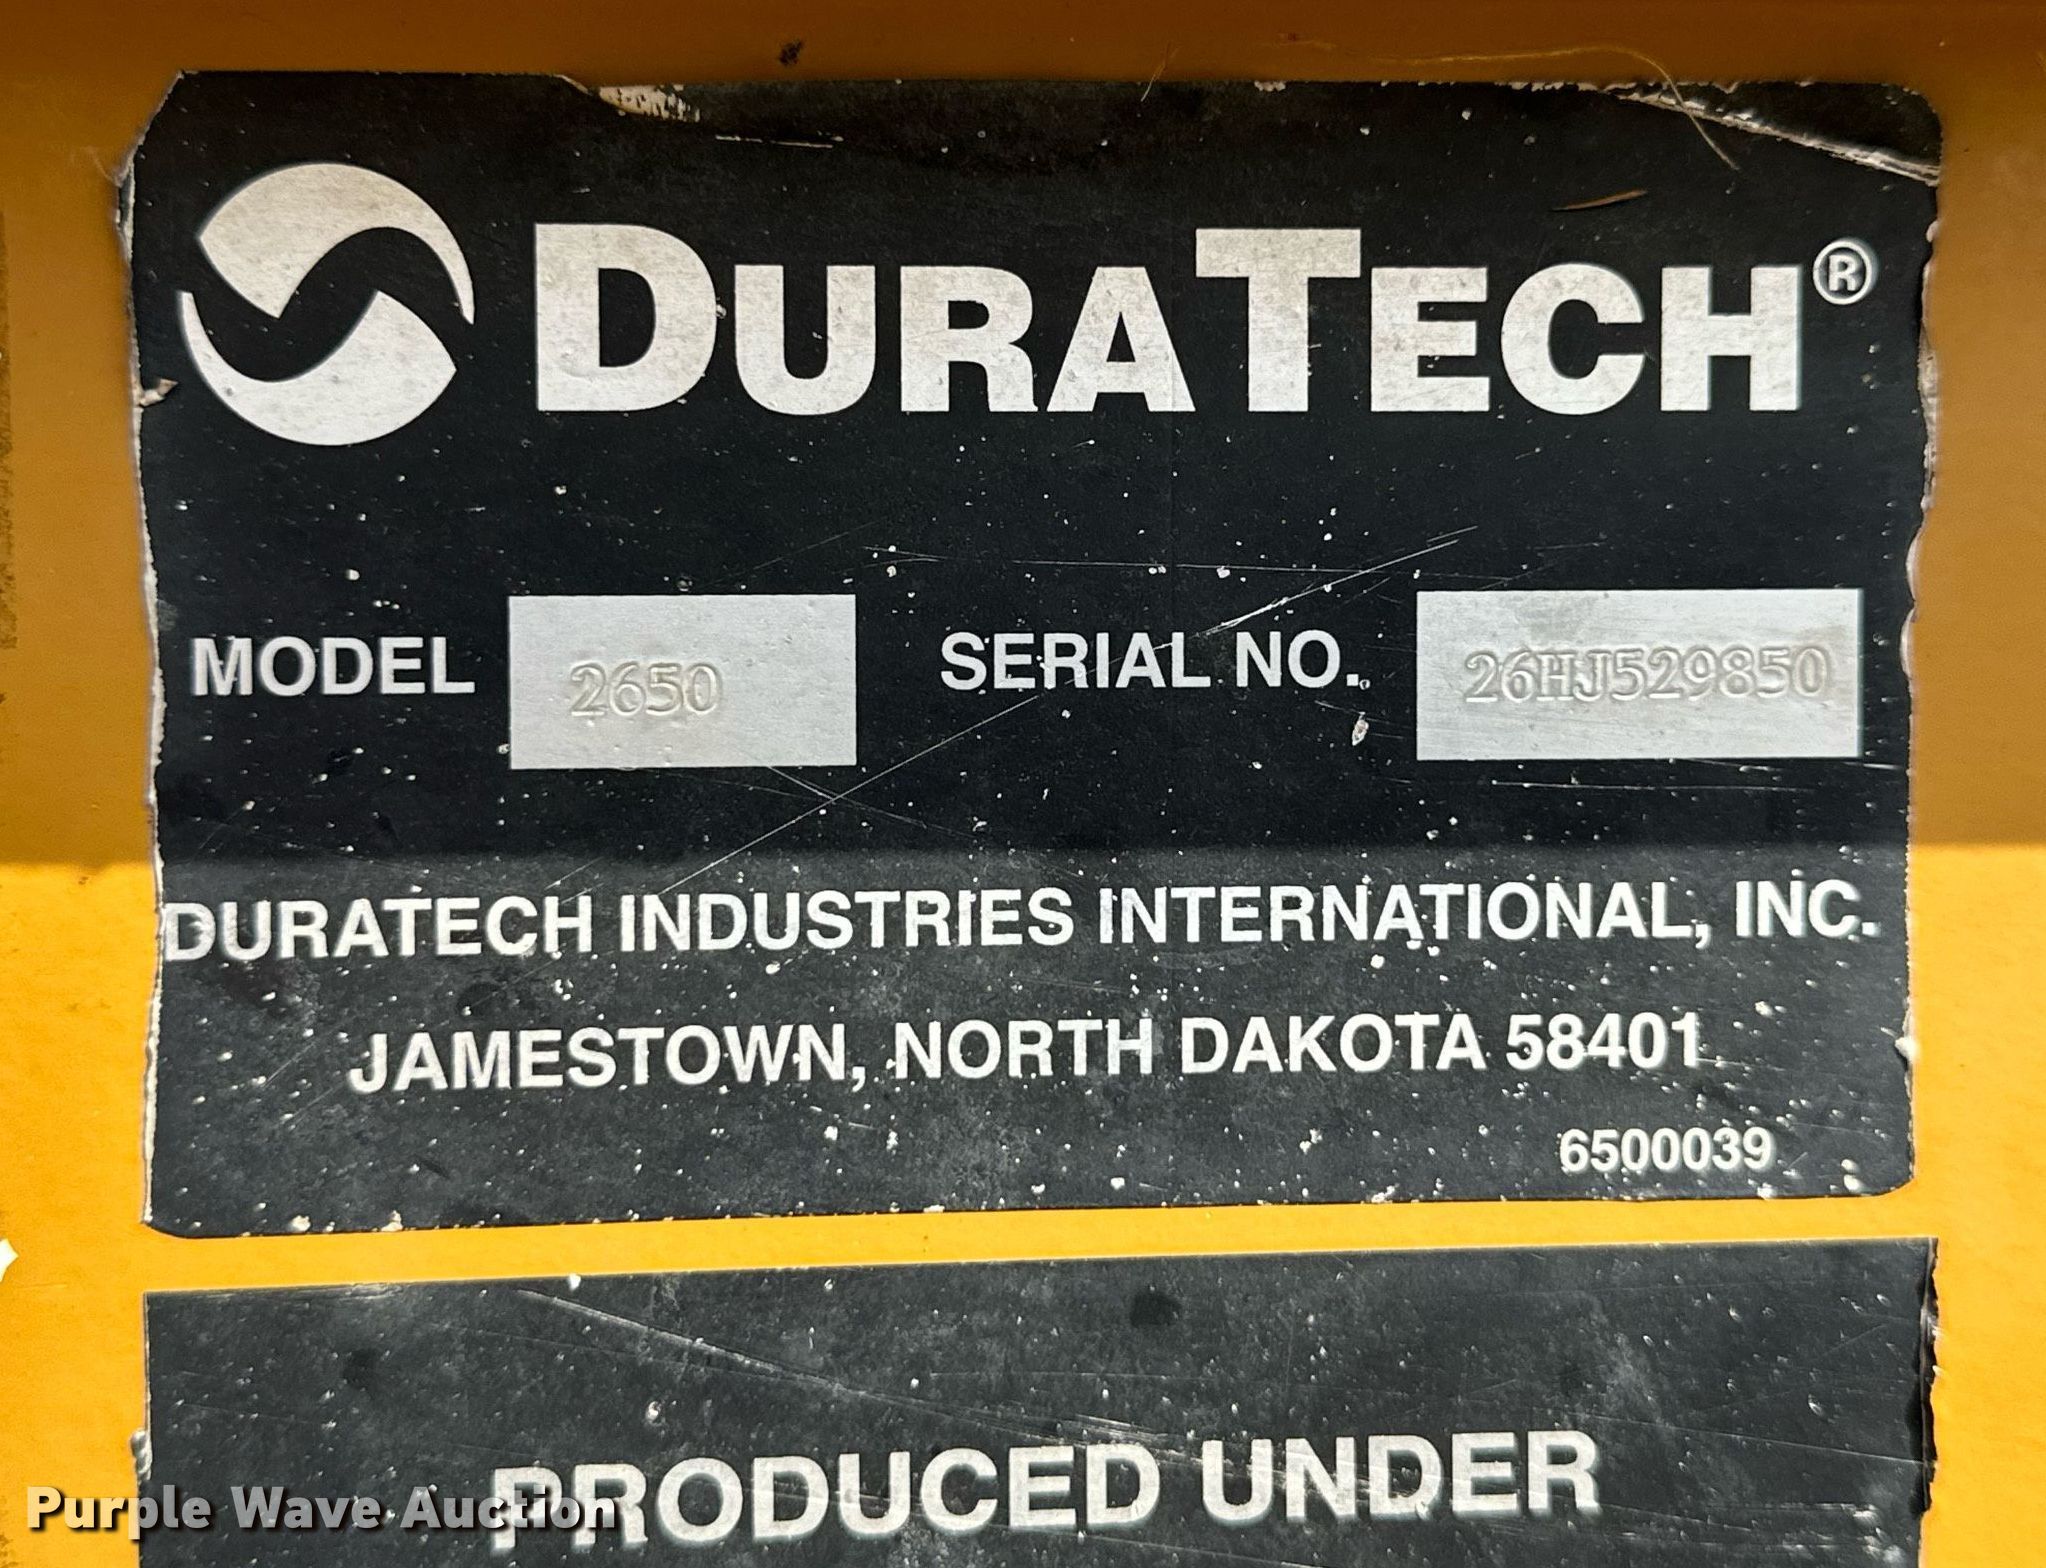 DURATECH®
MODEL 2650 SERIAL NO. 26HJ529850
DURATECH INDUSTRIES INTERNATIONAL, INC.
JAMESTOWN, NORTH DAKOTA 58401
6500039
PRODUCED UNDER
Purple Wave Auction